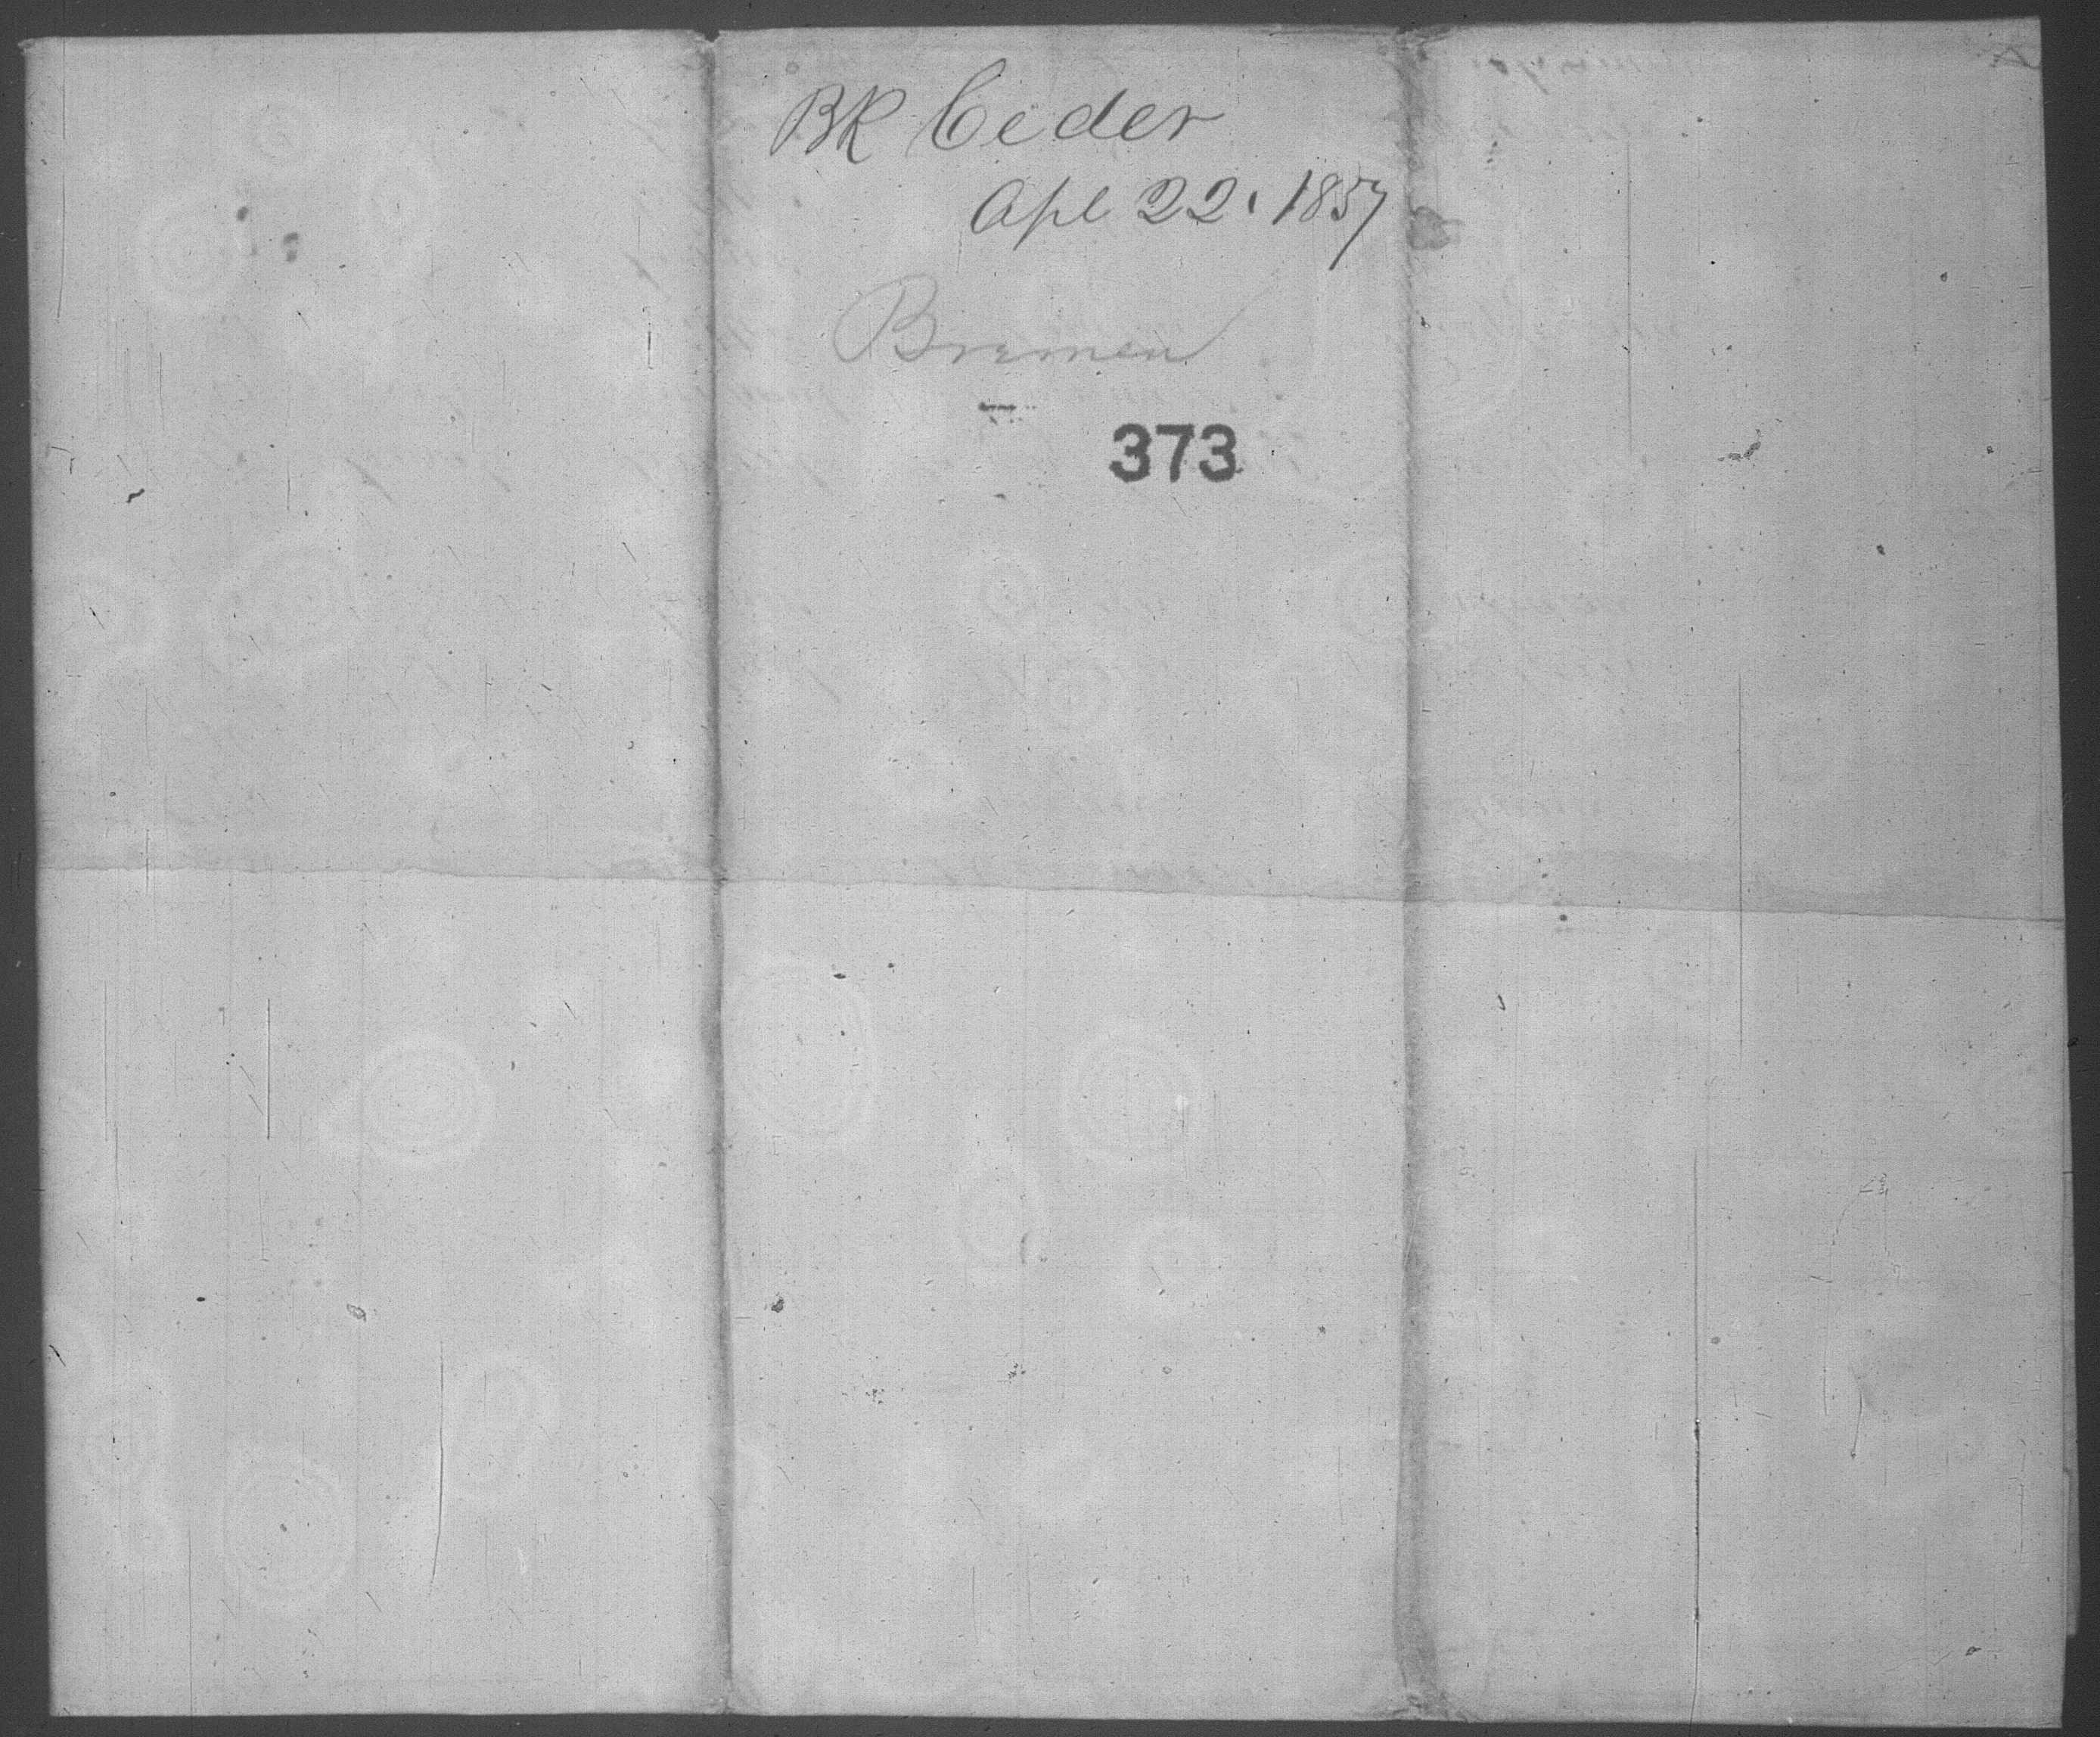 BK Ceder
Apl 22. 1857
Bremen
373